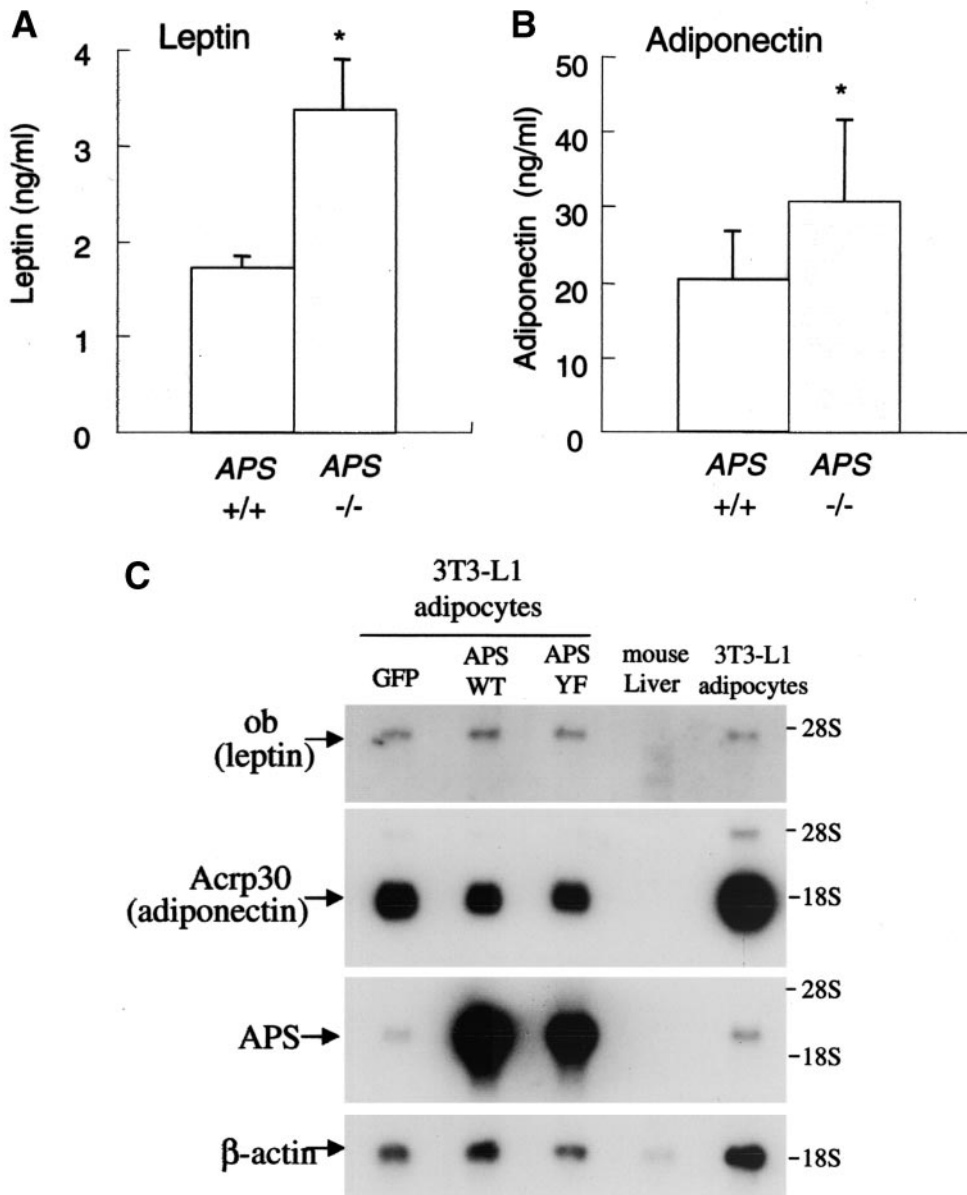 A
Leptin
*
4
3
2
1
0
Leptin (ng/ml)
APS
+/+
APS
-/-
B
Adiponectin
*
50
40
30
20
10
0
Adiponectin (ng/ml)
APS
+/+
APS
-/-
C
3T3-L1
adipocytes
GFP
APS
WT
APS
YF
mouse
Liver
3T3-L1
adipocytes
ob
(leptin)
-28S
Acrp30
(adiponectin)
-28S
-18S
APS
-28S
-18S
β-actin
-18S